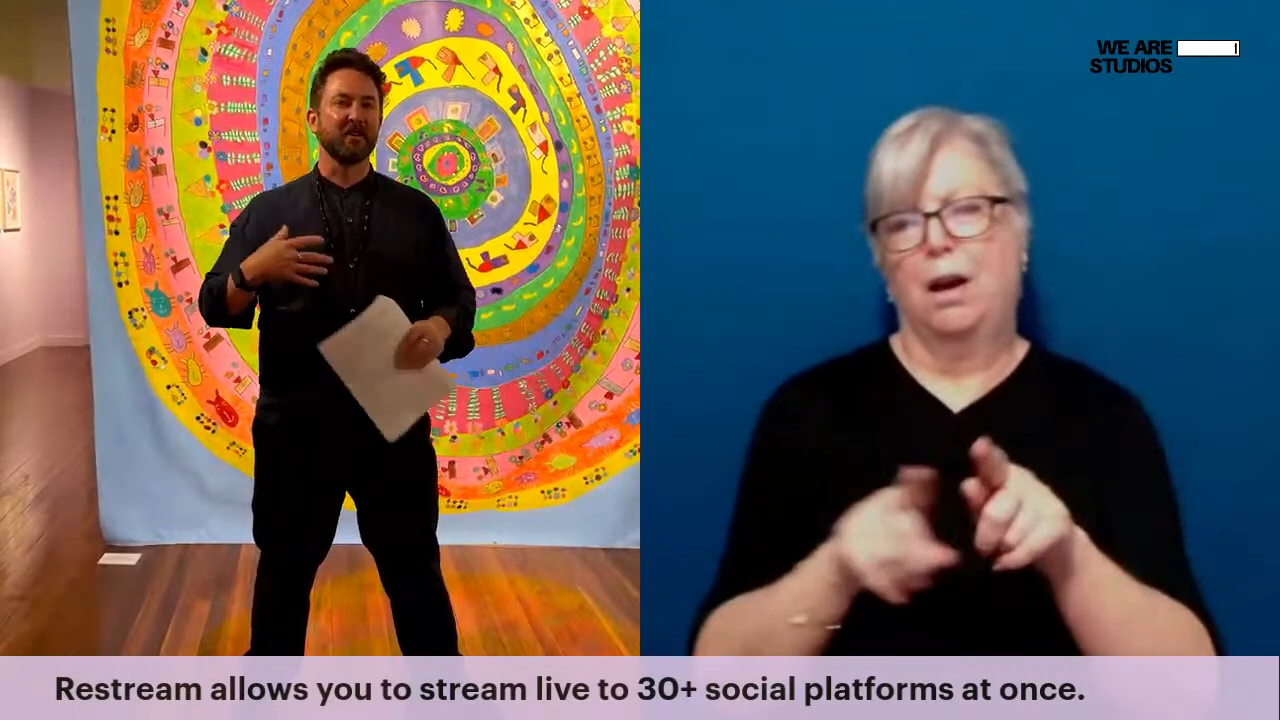 WE ARE
STUDIOS
Restream allows you to stream live to 30+ social platforms at once.